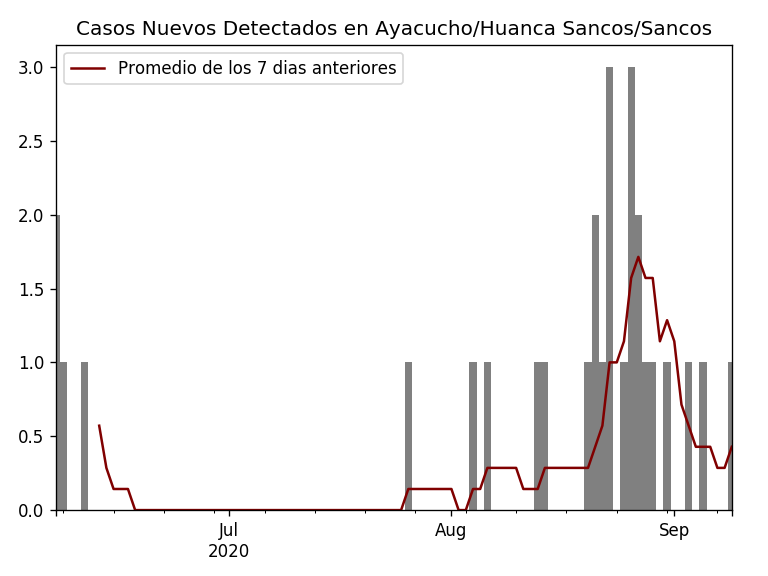 Casos Nuevos Detectados en Ayacucho/Huanca Sancos/Sancos
Promedio de los 7 dias anteriores
3.0
2.5
2.0
1.5
1.0
0.5
0.0
Jul
2020
Aug
Sep